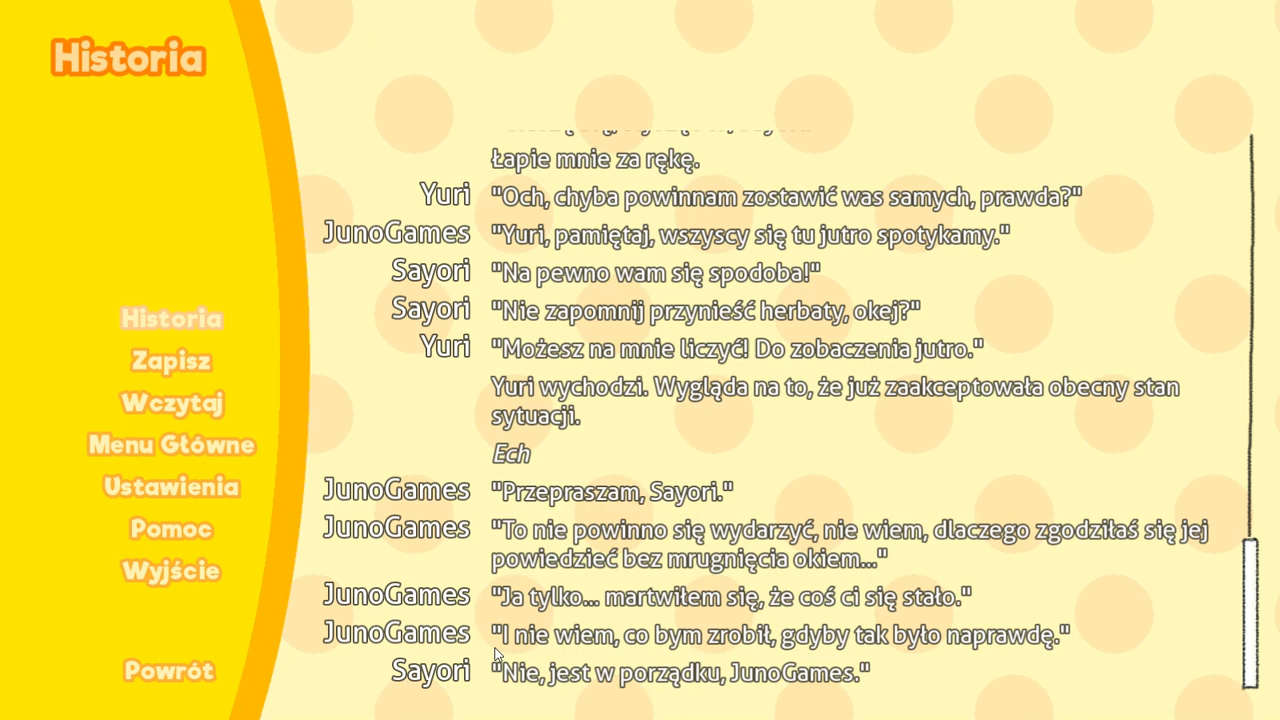 Historia
Łapie mnie za rękę.
Yuri "Och, chyba powinnam zostawić was samych, prawda?"
JunoGames "Yuri, pamiętaj, wszyscy się tu jutro spotykamy."
Sayori "Na pewno wam się spodoba!"
Sayori "Nie zapomnij przynieść herbaty, okej?"
Yuri "Możesz na mnie liczyć! Do zobaczenia jutro."
Yuri wychodzi. Wygląda na to, że już zaakceptowała obecny stan
sytuacji.
Ech
JunoGames "Przepraszam, Sayori."
JunoGames "To nie powinno się wydarzyć, nie wiem, dlaczego zgodziłaś się jej
powiedzieć bez mrugnięcia okiem..."
JunoGames "Ja tylko... martwiłem się, że coś ci się stało."
JunoGames "I nie wiem, co bym zrobił, gdyby tak było naprawdę."
Sayori "Nie, jest w porządku, JunoGames."
Historia
Zapisz
Wczytaj
Menu Główne
Ustawienia
Pomoc
Wyjście
Powrót